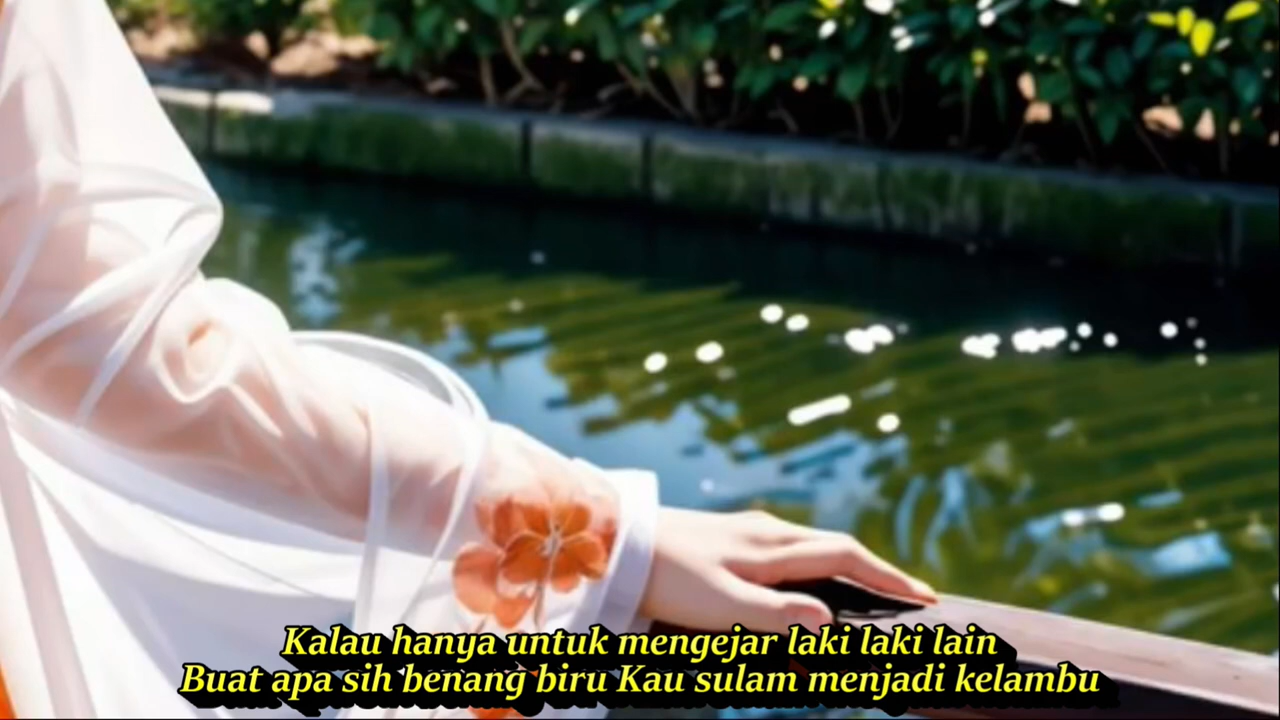 Kalau hanya untuk mengejar laki laki lain
Buat apa sih benang biru Kau sulam menjadi kelambu